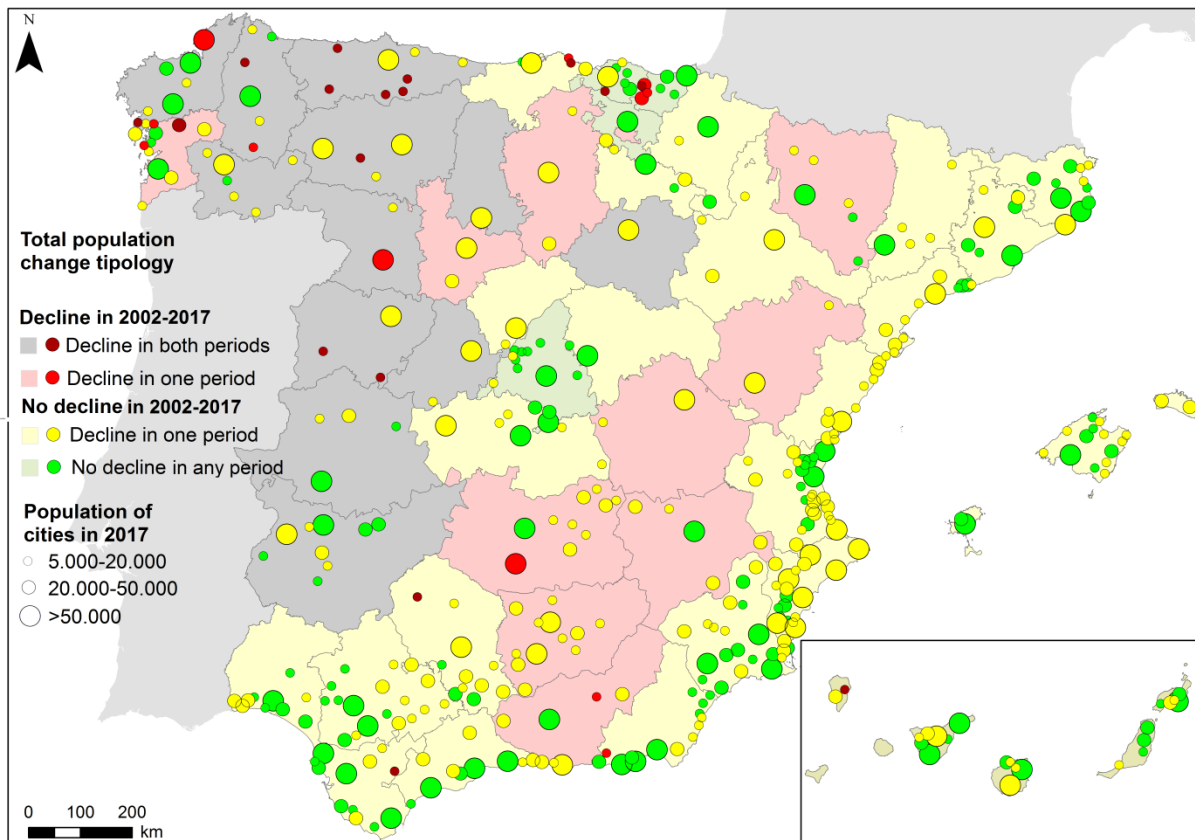 N
Total population
change tipology
Decline in 2002-2017
Decline in both periods
Decline in one period
No decline in 2002-2017
Decline in one period
No decline in any period
Population of
cities in 2017
5.000-20.000
20.000-50.000
>50.000
0 100 200
km